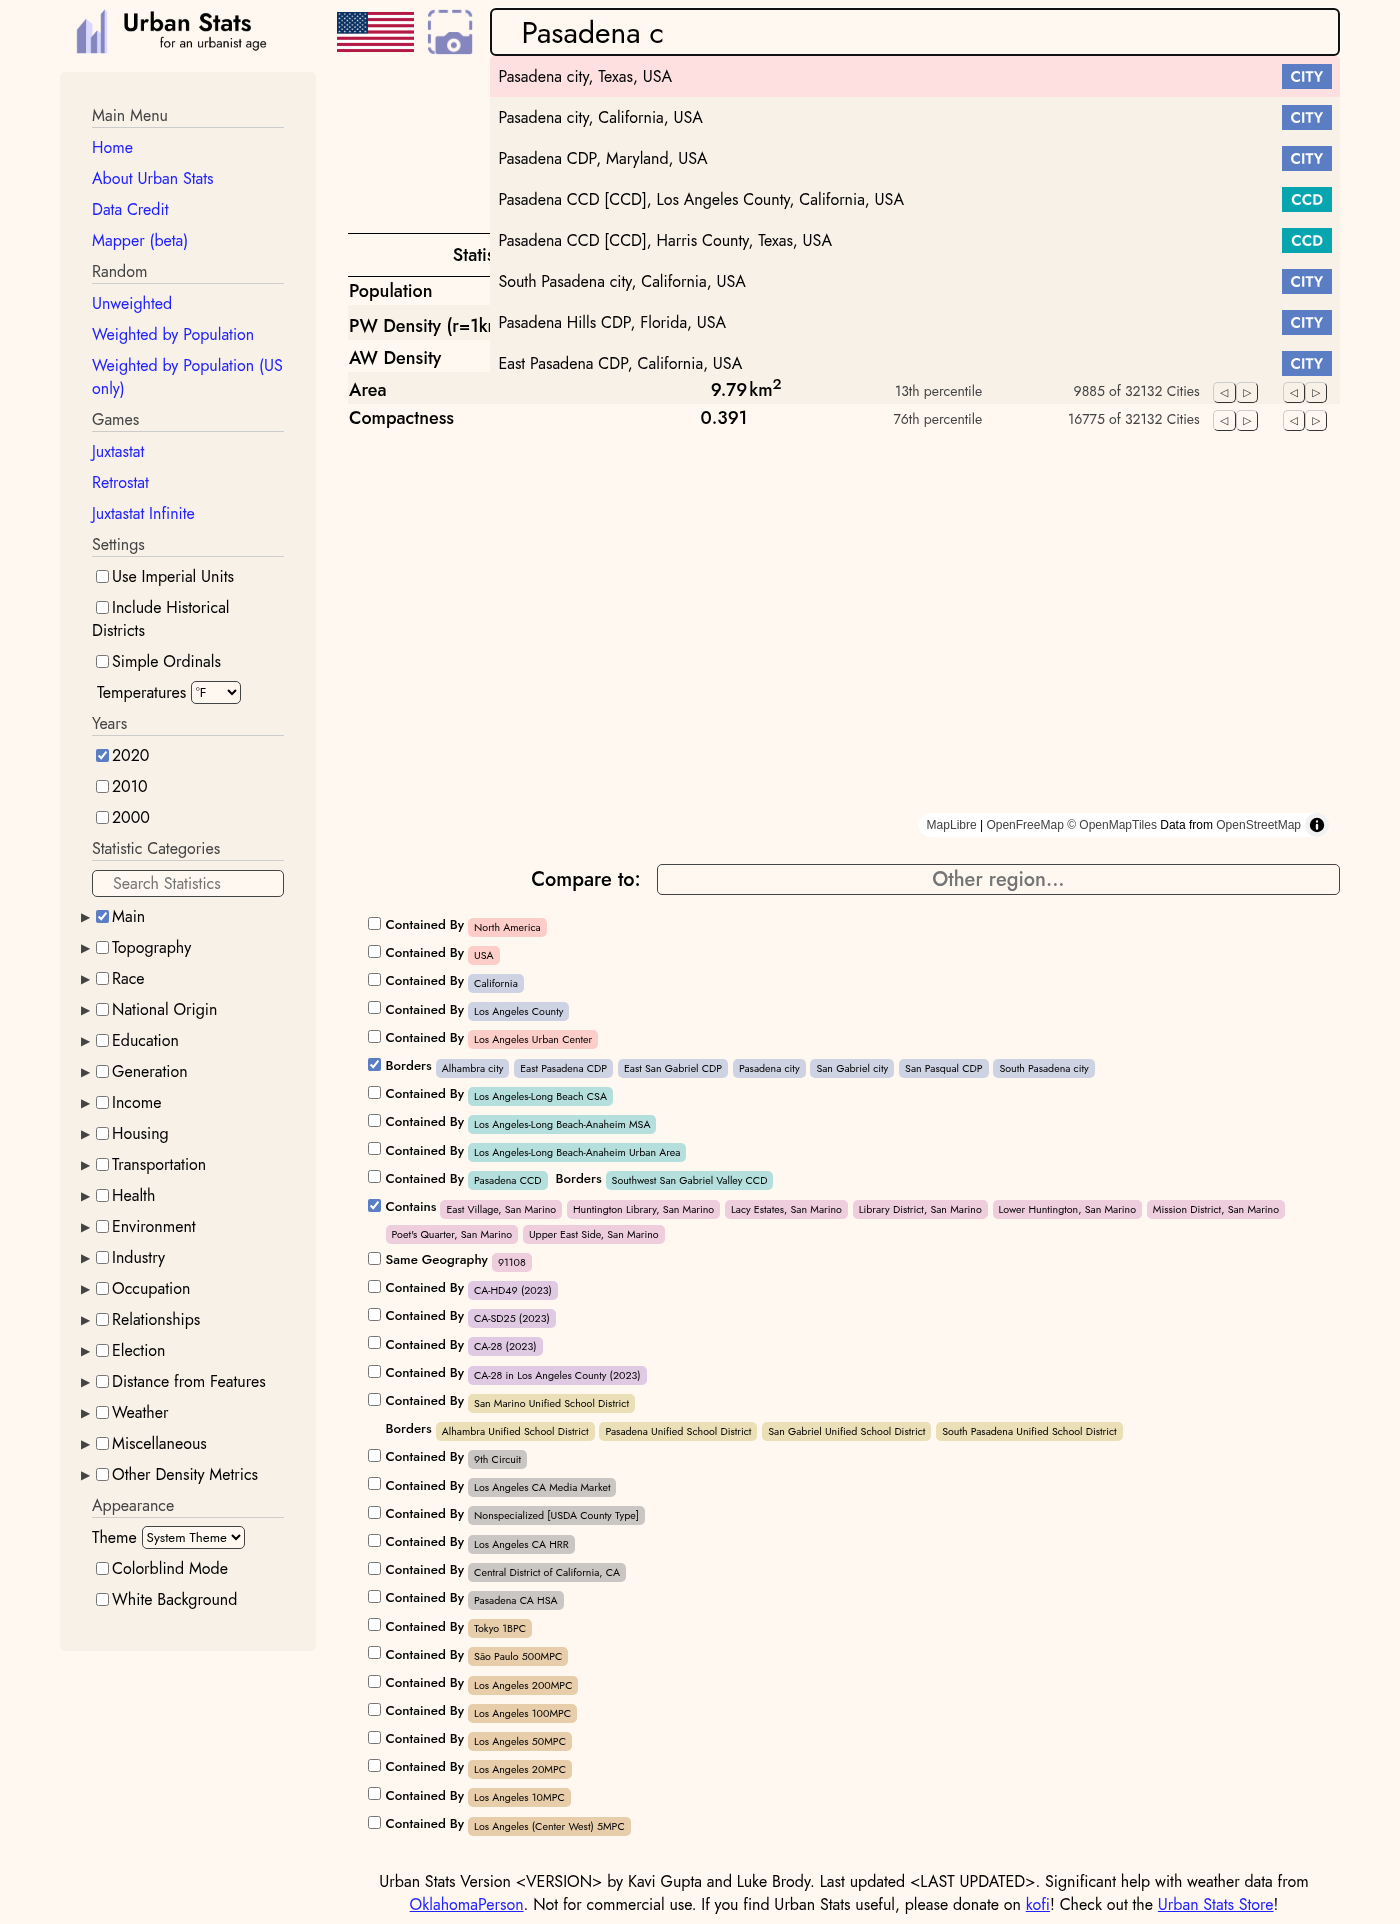 Urban Stats
for an urbanist age
Pasadena c
Pasadena city, Texas, USA CITY
Pasadena city, California, USA CITY
Pasadena CDP, Maryland, USA CITY
Pasadena CCD [CCD], Los Angeles County, California, USA CCD
Pasadena CCD [CCD], Harris County, Texas, USA CCD
South Pasadena city, California, USA CITY
Pasadena Hills CDP, Florida, USA CITY
East Pasadena CDP, California, USA CITY
Main Menu
Home
About Urban Stats
Data Credit
Mapper (beta)
Random
Unweighted
Weighted by Population
Weighted by Population (US
only)
Games
Juxtastat
Retrostat
Juxtastat Infinite
Settings
Use Imperial Units
Include Historical
Districts
Simple Ordinals
Temperatures °F
Years
2020
2010
2000
Statistic Categories
Search Statistics
Main
Topography
Race
National Origin
Education
Generation
Income
Housing
Transportation
Health
Environment
Industry
Occupation
Relationships
Election
Distance from Features
Weather
Miscellaneous
Other Density Metrics
Appearance
Theme System Theme
Colorblind Mode
White Background
Statis
Population
PW Density (r=1k
AW Density
Area 9.79 km² 13th percentile 9885 of 32132 Cities
Compactness 0.391 76th percentile 16775 of 32132 Cities
MapLibre | OpenFreeMap © OpenMapTiles Data from OpenStreetMap
Compare to: Other region...
Contained By North America
Contained By USA
Contained By California
Contained By Los Angeles County
Contained By Los Angeles Urban Center
Borders Alhambra city East Pasadena CDP East San Gabriel CDP Pasadena city San Gabriel city San Pasqual CDP South Pasadena city
Contained By Los Angeles-Long Beach CSA
Contained By Los Angeles-Long Beach-Anaheim MSA
Contained By Los Angeles-Long Beach-Anaheim Urban Area
Contained By Pasadena CCD Borders Southwest San Gabriel Valley CCD
Contains East Village, San Marino Huntington Library, San Marino Lacy Estates, San Marino Library District, San Marino Lower Huntington, San Marino Mission District, San Marino
Poet's Quarter, San Marino Upper East Side, San Marino
Same Geography 91108
Contained By CA-HD49 (2023)
Contained By CA-SD25 (2023)
Contained By CA-28 (2023)
Contained By CA-28 in Los Angeles County (2023)
Contained By San Marino Unified School District
Borders Alhambra Unified School District Pasadena Unified School District San Gabriel Unified School District South Pasadena Unified School District
Contained By 9th Circuit
Contained By Los Angeles CA Media Market
Contained By Nonspecialized [USDA County Type]
Contained By Los Angeles CA HRR
Contained By Central District of California, CA
Contained By Pasadena CA HSA
Contained By Tokyo 1BPC
Contained By São Paulo 500MPC
Contained By Los Angeles 200MPC
Contained By Los Angeles 100MPC
Contained By Los Angeles 50MPC
Contained By Los Angeles 20MPC
Contained By Los Angeles 10MPC
Contained By Los Angeles (Center West) 5MPC
Urban Stats Version <VERSION> by Kavi Gupta and Luke Brody. Last updated <LAST UPDATED>. Significant help with weather data from
OklahomaPerson. Not for commercial use. If you find Urban Stats useful, please donate on kofi! Check out the Urban Stats Store!